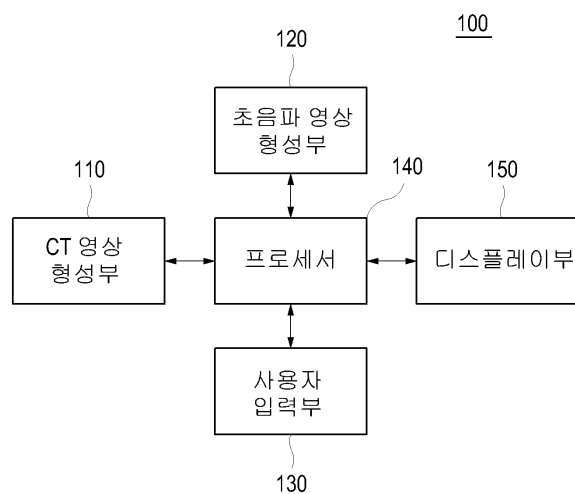 100
120
초음파 영상
형성부
110
140
150
CT 영상
형성부
프로세서
디스플레이부
사용자
입력부
130